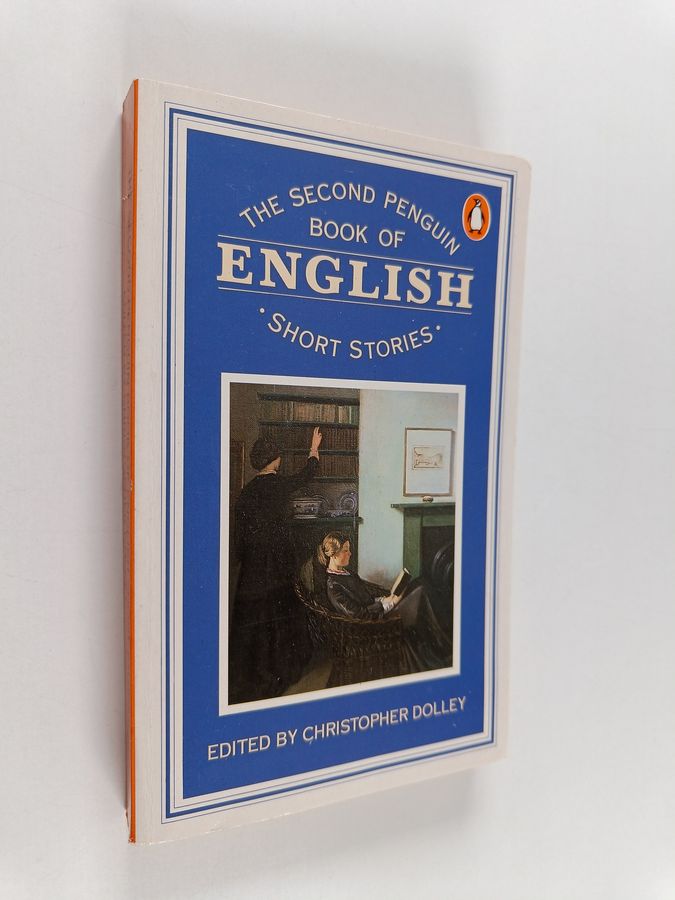 THE SECOND PENGUIN
BOOK OF
ENGLISH
• SHORT STORIES •
EDITED BY CHRISTOPHER DOLLEY